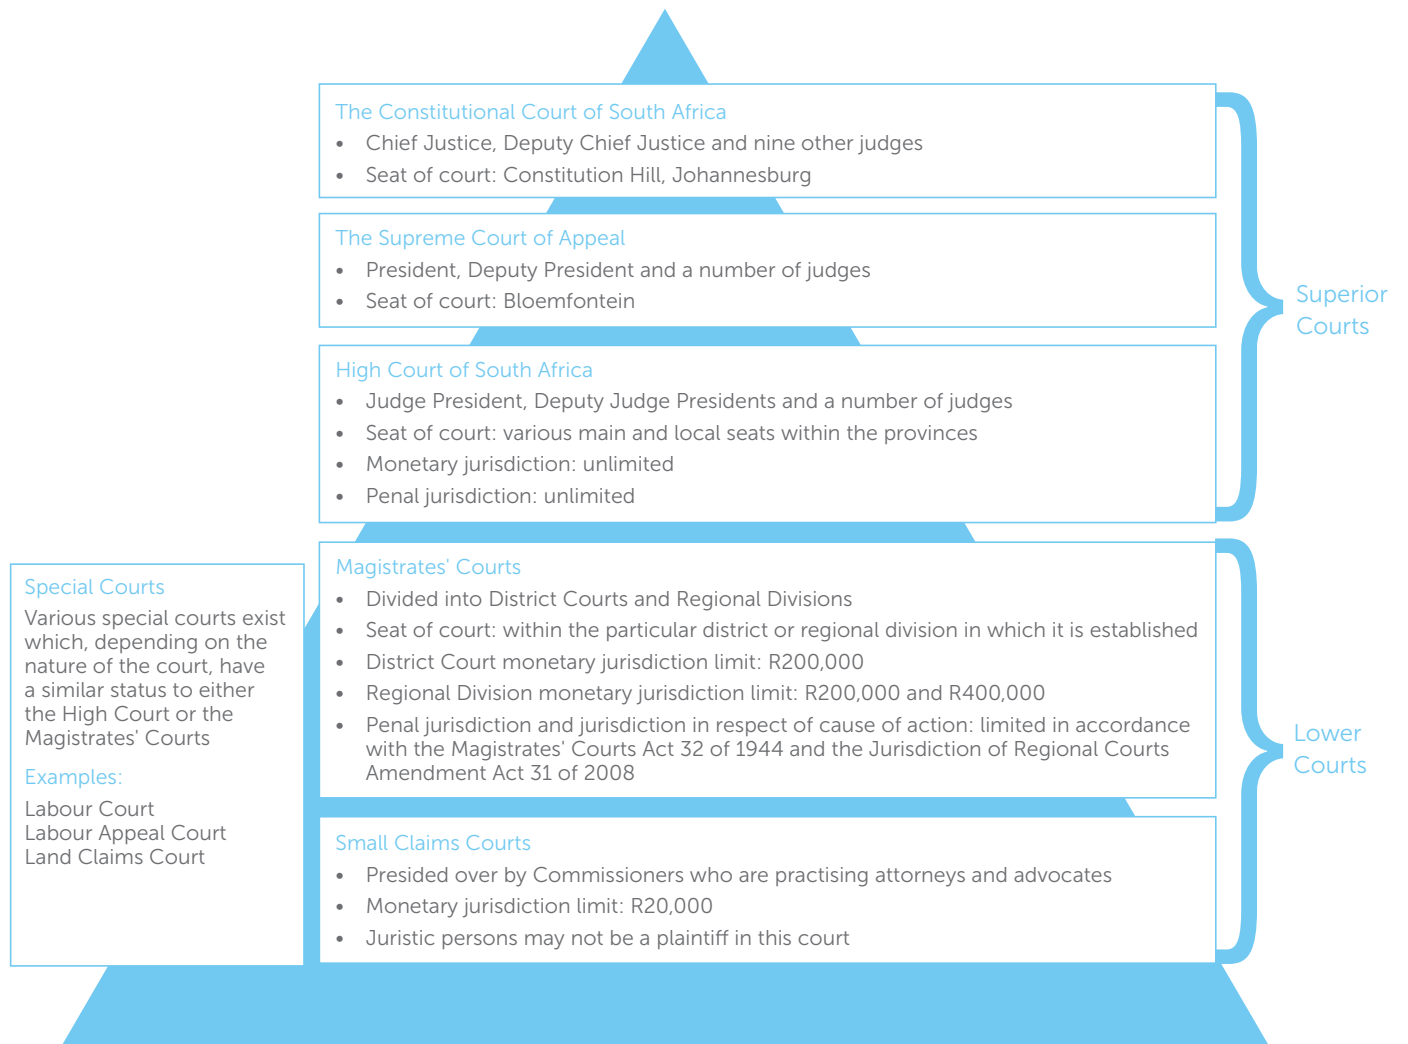 The Constitutional Court of South Africa
• Chief Justice, Deputy Chief Justice and nine other judges
• Seat of court: Constitution Hill, Johannesburg
The Supreme Court of Appeal
• President, Deputy President and a number of judges
• Seat of court: Bloemfontein
High Court of South Africa
• Judge President, Deputy Judge Presidents and a number of judges
• Seat of court: various main and local seats within the provinces
• Monetary jurisdiction: unlimited
• Penal jurisdiction: unlimited
Superior
Courts
Special Courts
Various special courts exist
which, depending on the
nature of the court, have
a similar status to either
the High Court or the
Magistrates' Courts
Examples:
Labour Court
Labour Appeal Court
Land Claims Court
Magistrates' Courts
• Divided into District Courts and Regional Divisions
• Seat of court: within the particular district or regional division in which it is established
• District Court monetary jurisdiction limit: R200,000
• Regional Division monetary jurisdiction limit: R200,000 and R400,000
• Penal jurisdiction and jurisdiction in respect of cause of action: limited in accordance
with the Magistrates' Courts Act 32 of 1944 and the Jurisdiction of Regional Courts
Amendment Act 31 of 2008
Small Claims Courts
• Presided over by Commissioners who are practising attorneys and advocates
• Monetary jurisdiction limit: R20,000
• Juristic persons may not be a plaintiff in this court
Lower
Courts